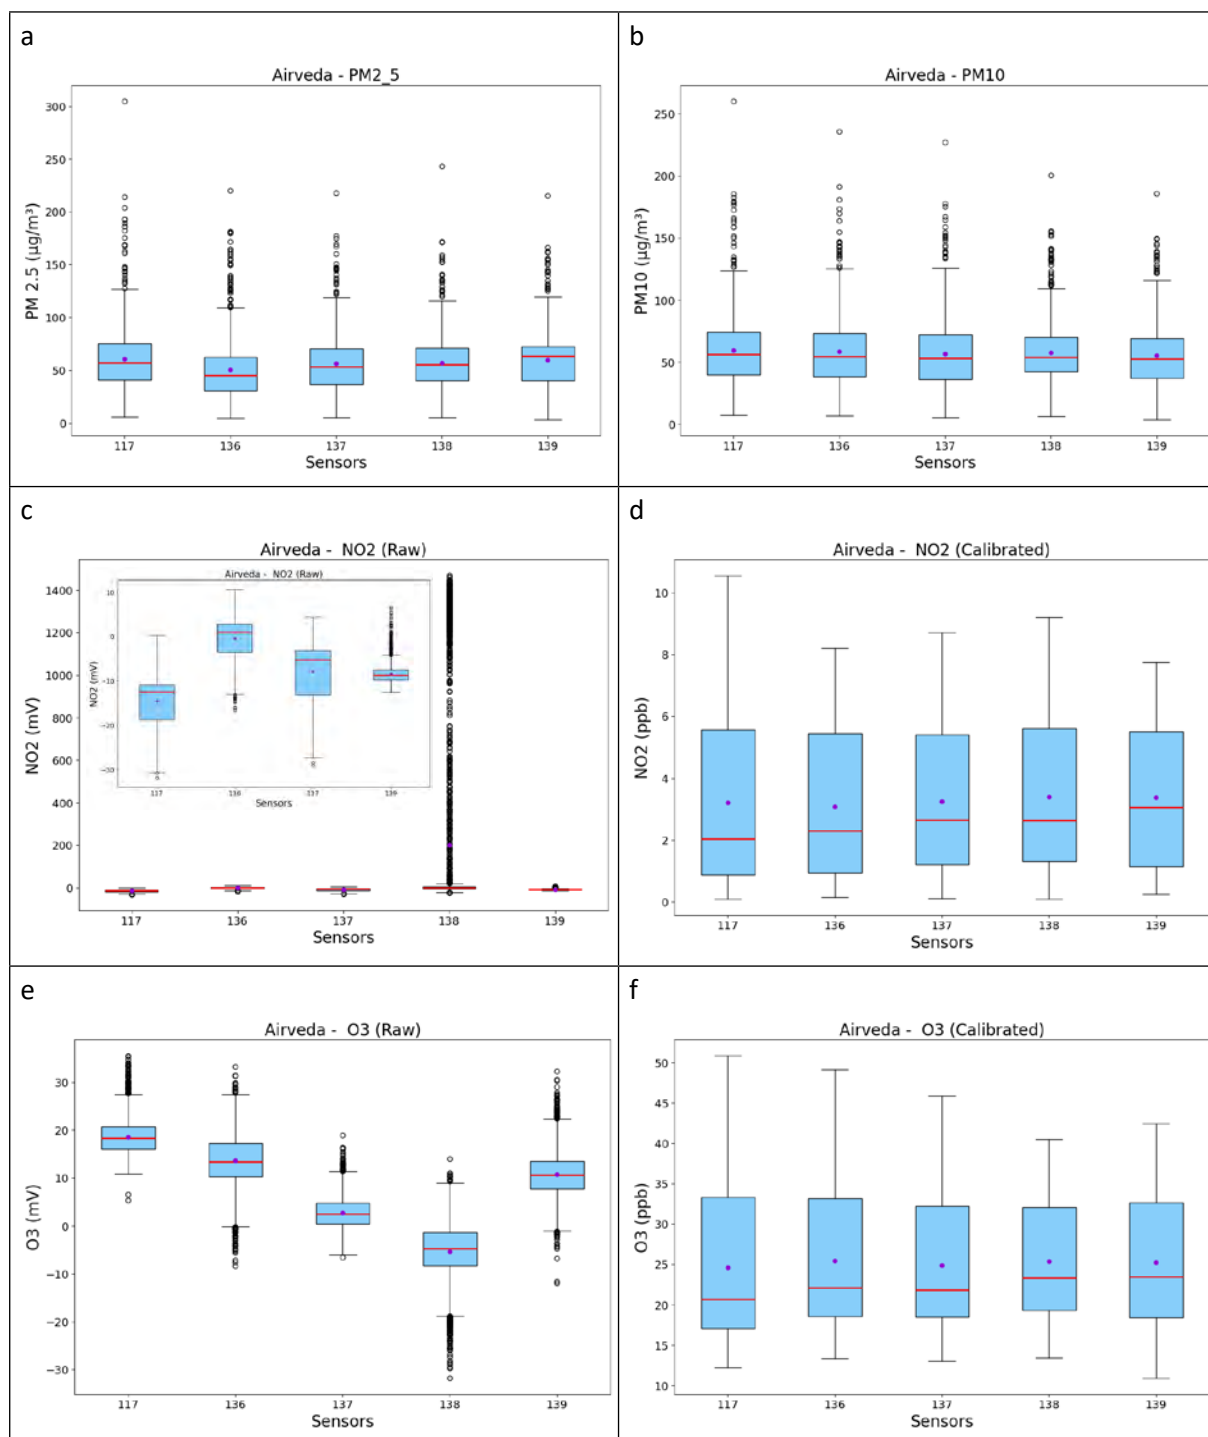 a
Airveda - PM2_5
PM 2.5 (µg/m³)
300
250
200
150
100
50
0
117 136 137 138 139
Sensors
b
Airveda - PM10
PM10 (µg/m³)
250
200
150
100
50
0
117 136 137 138 139
Sensors
c
Airveda -  NO2 (Raw)
NO2 (mV)
1400
1200
1000
800
600
400
200
0
Airveda -  NO2 (Raw)
NO2 (mV)
10
0
−10
−20
−30
117 136 137 139
Sensors
117 136 137 138 139
Sensors
d
Airveda -  NO2 (Calibrated)
NO2 (ppb)
10
8
6
4
2
0
117 136 137 138 139
Sensors
e
Airveda -  O3 (Raw)
O3 (mV)
30
20
10
0
−10
−20
−30
117 136 137 138 139
Sensors
f
Airveda -  O3 (Calibrated)
O3 (ppb)
50
45
40
35
30
25
20
15
10
117 136 137 138 139
Sensors